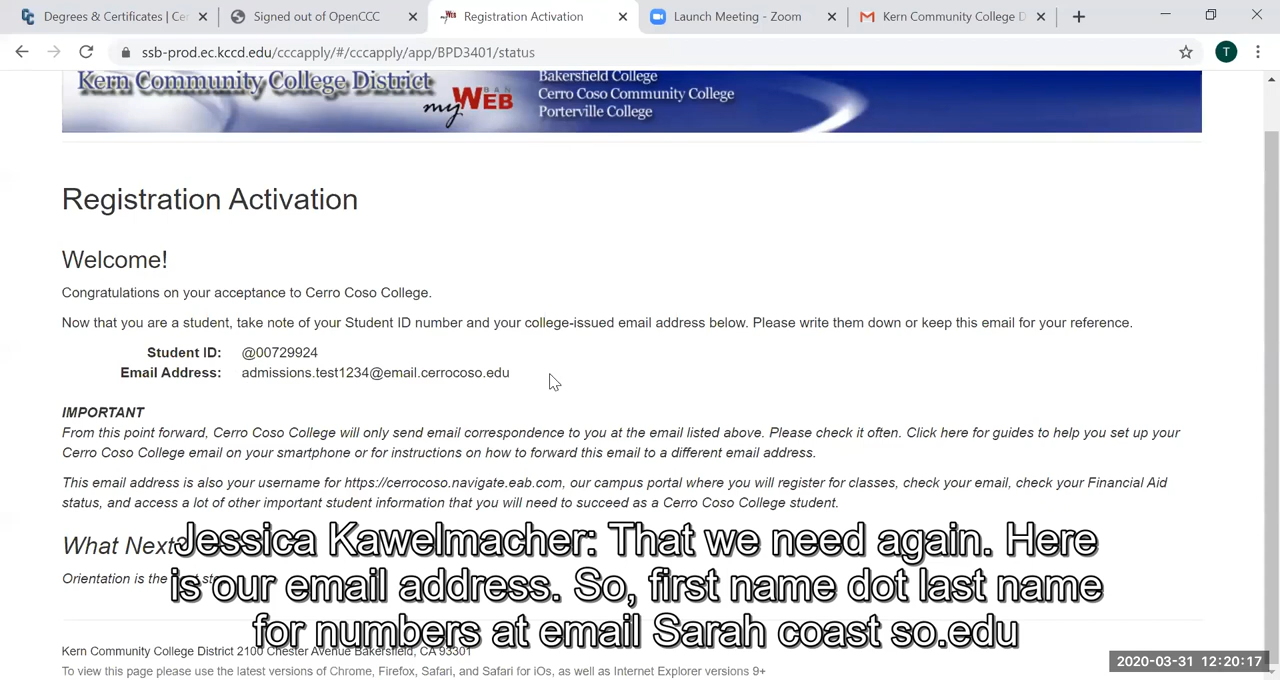 Degrees & Certificates | Cer
Signed out of OpenCCC
Registration Activation
Launch Meeting - Zoom
Kern Community College D
ssb-prod.ec.kccd.edu/cccapply/#/cccapply/app/BPD3401/status
T
Kern Community College District
BAN
myWEB
Bakersfield College
Cerro Coso Community College
Porterville College
Registration Activation
Welcome!
Congratulations on your acceptance to Cerro Coso College.
Now that you are a student, take note of your Student ID number and your college-issued email address below. Please write them down or keep this email for your reference.
Student ID: @00729924
Email Address: admissions.test1234@email.cerrocoso.edu
IMPORTANT
From this point forward, Cerro Coso College will only send email correspondence to you at the email listed above. Please check it often. Click here for guides to help you set up your
Cerro Coso College email on your smartphone or for instructions on how to forward this email to a different email address.
This email address is also your username for https://cerrocoso.navigate.eab.com, our campus portal where you will register for classes, check your email, check your Financial Aid
status, and access a lot of other important student information that you will need to succeed as a Cerro Coso College student.
What Next
Orientation is the
Jessica Kawelmacher: That we need again. Here
is our email address. So, first name dot last name
for numbers at email Sarah coast so.edu
Kern Community College District 2100 Chester Avenue Bakersfield, CA 93301
To view this page please use the latest versions of Chrome, Firefox, Safari, and Safari for iOs, as well as Internet Explorer versions 9+
2020-03-31 12:20:17